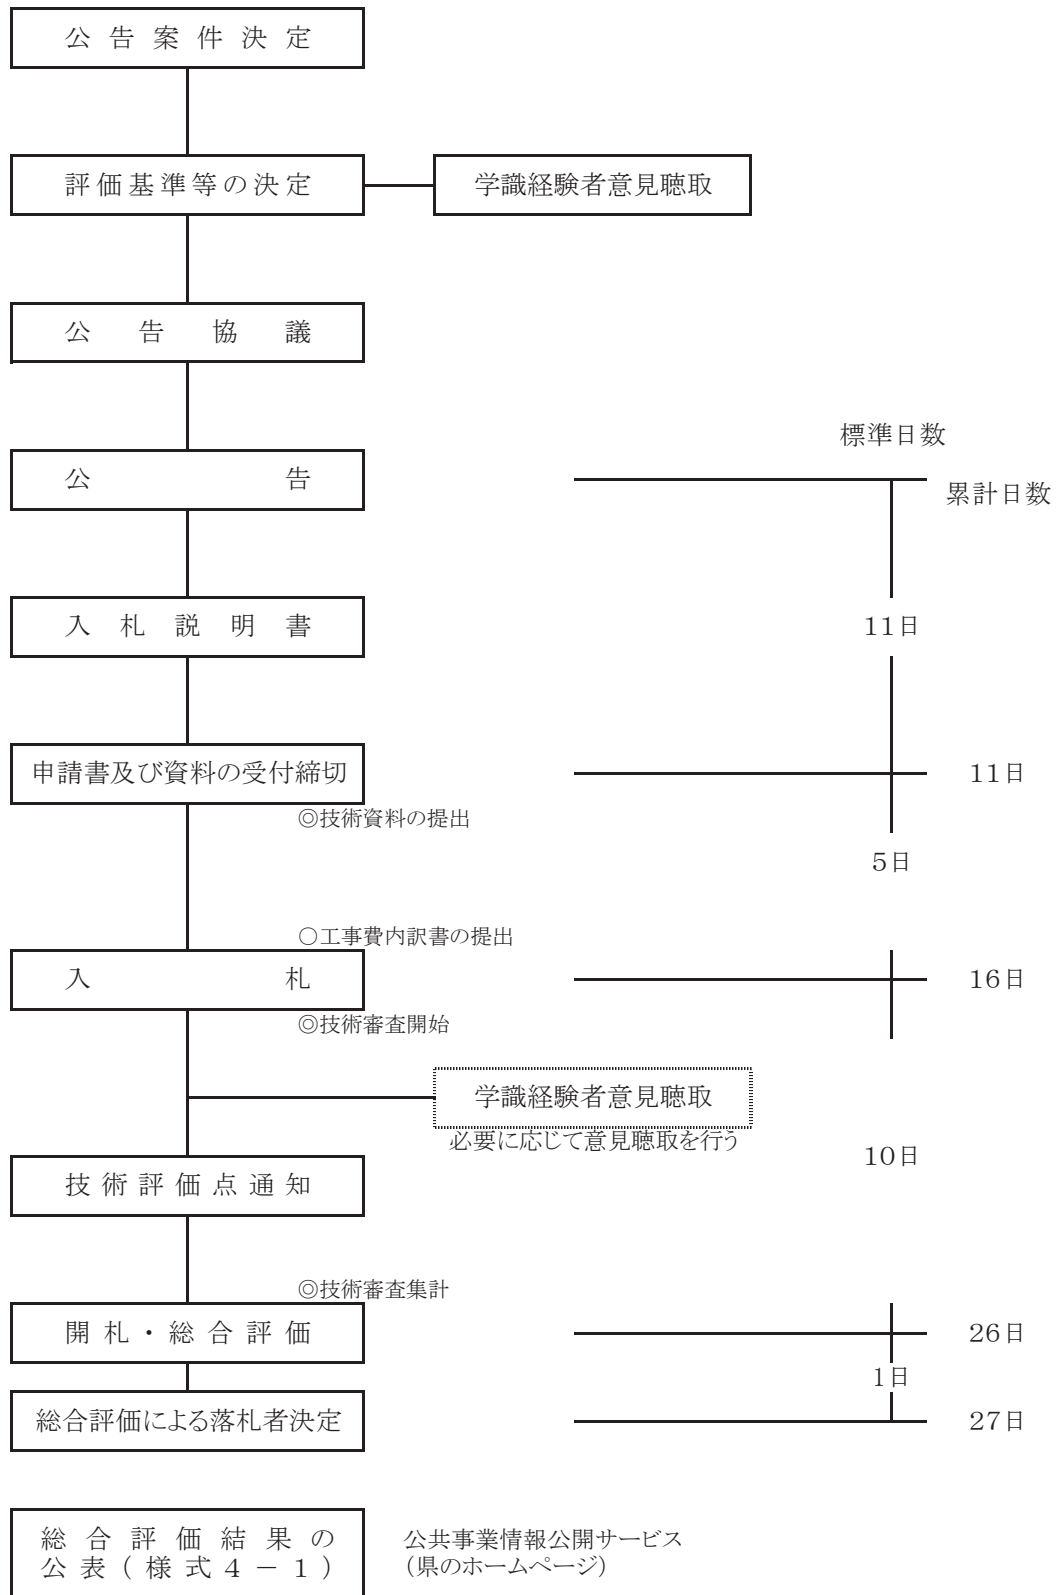 公告案件決定
評価基準等の決定
学識経験者意見聴取
公告協議
標準日数
公告
累計日数
入札説明書
11日
申請書及び資料の受付締切
11日
◎技術資料の提出
5日
○工事費内訳書の提出
入札
16日
◎技術審査開始
学識経験者意見聴取
必要に応じて意見聴取を行う
10日
技術評価点通知
◎技術審査集計
開札・総合評価
26日
1日
総合評価による落札者決定
27日
総合評価結果の
公表(様式4-1)
公共事業情報公開サービス
(県のホームページ)